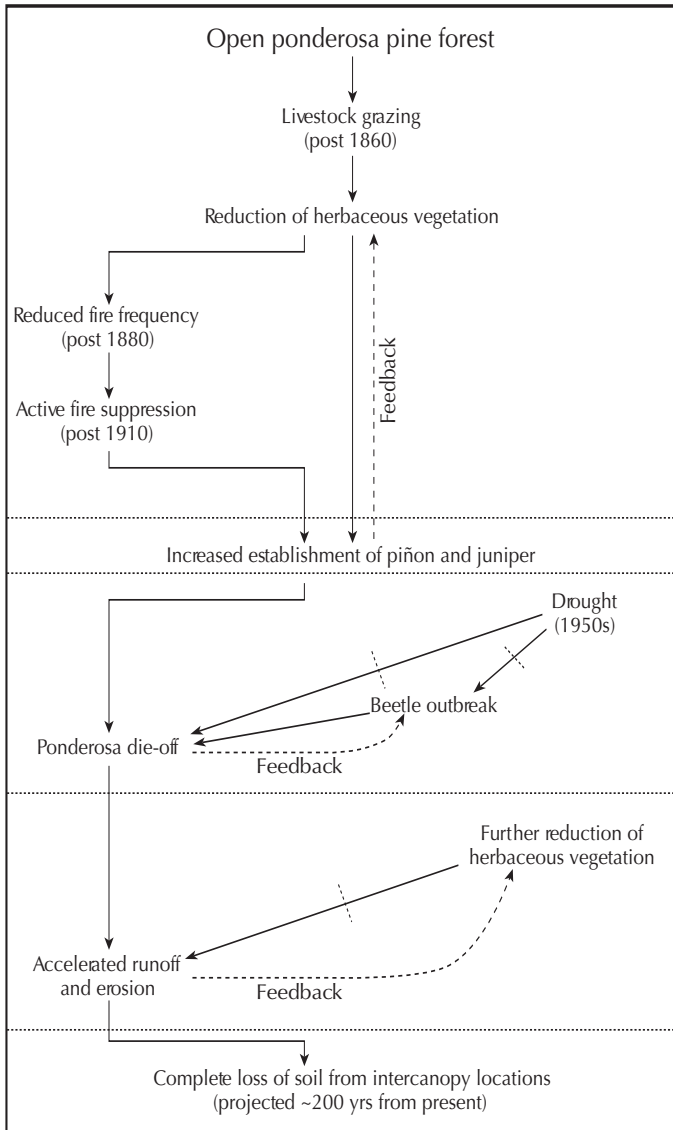 Open ponderosa pine forest
Livestock grazing
(post 1860)
Reduction of herbaceous vegetation
Reduced fire frequency
(post 1880)
Feedback
Active fire suppression
(post 1910)
Increased establishment of piñon and juniper
Drought
(1950s)
Beetle outbreak
Ponderosa die-off
Feedback
Further reduction of
herbaceous vegetation
Accelerated runoff
and erosion
Feedback
Complete loss of soil from intercanopy locations
(projected ~200 yrs from present)